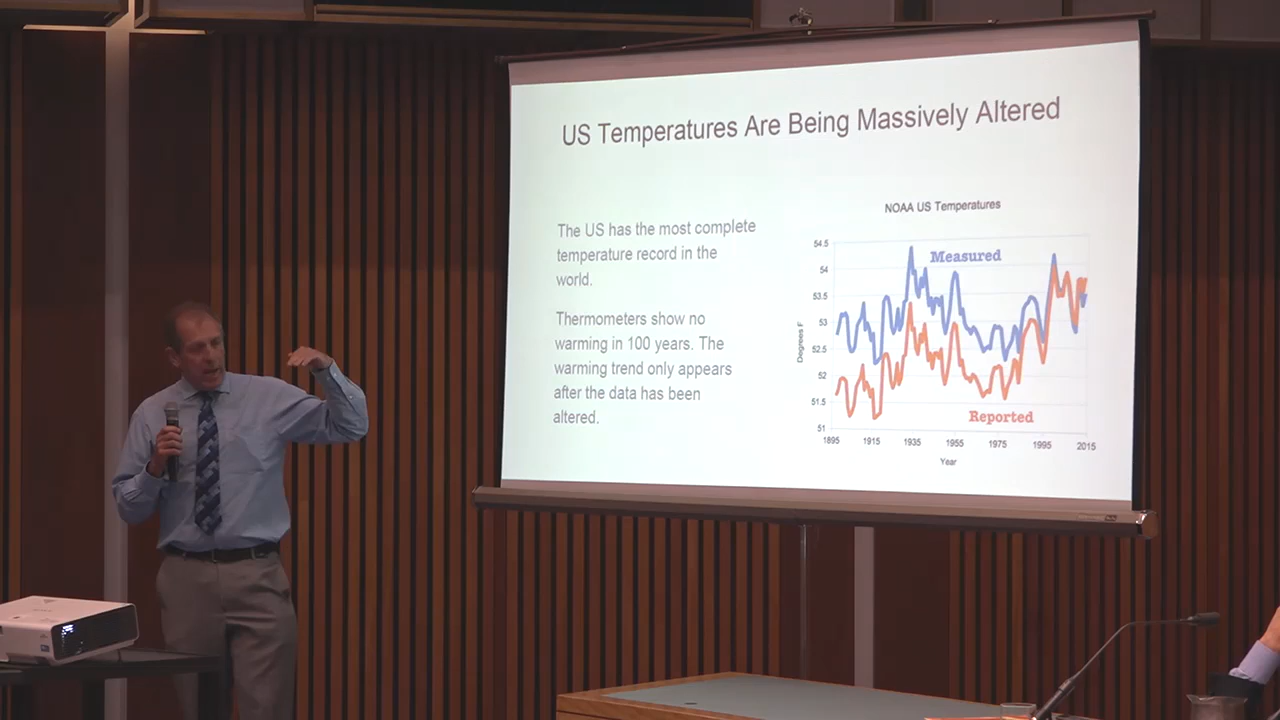 US Temperatures Are Being Massively Altered
The US has the most complete
temperature record in the
world.
Thermometers show no
warming in 100 years. The
warming trend only appears
after the data has been
altered.
NOAA US Temperatures
54.5
54
53.5
53
52.5
52
51.5
51
Degrees F
Measured
Reported
1895 1915 1935 1955 1975 1995 2015
Year